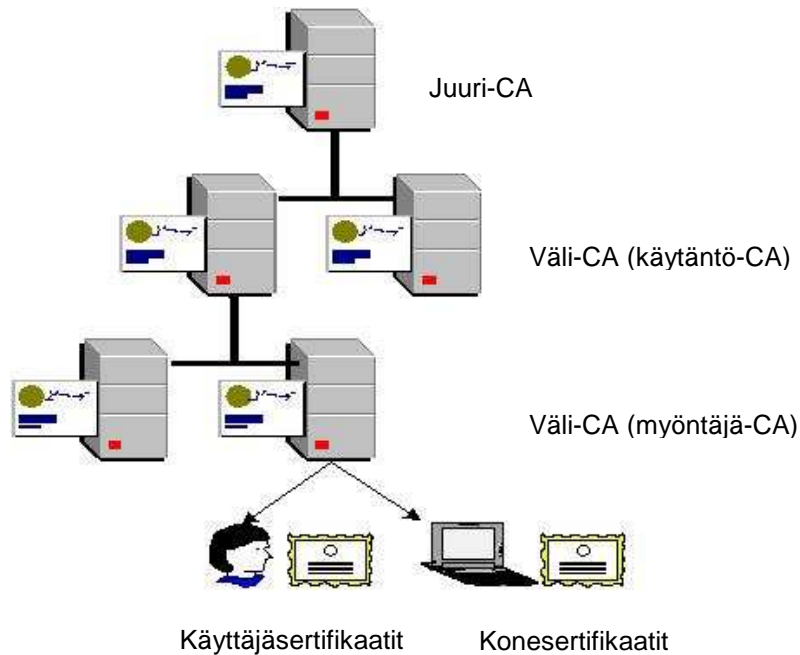 Juuri-CA
Väli-CA (käytäntö-CA)
Väli-CA (myöntäjä-CA)
Käyttäjäsertifikaatit
Konesertifikaatit